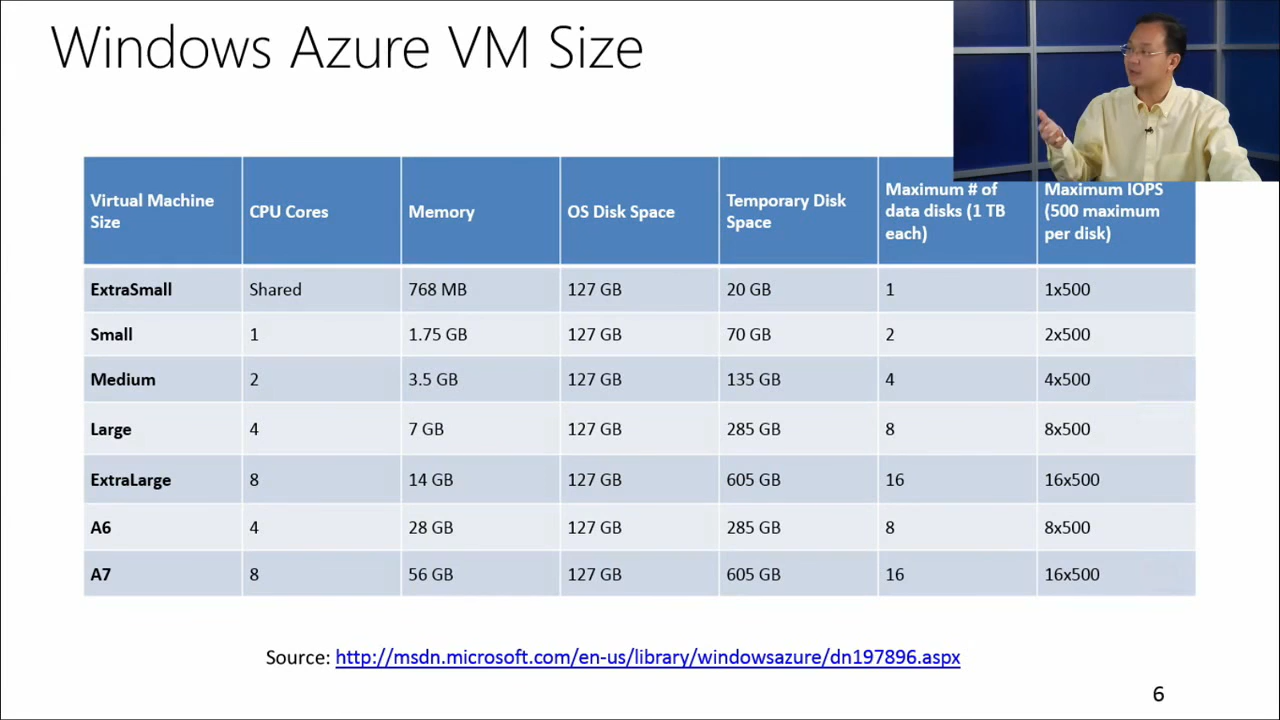 Windows Azure VM Size
Virtual Machine Size
CPU Cores
Memory
OS Disk Space
Temporary Disk Space
Maximum # of data disks (1 TB each)
Maximum IOPS (500 maximum per disk)
ExtraSmall Shared 768 MB 127 GB 20 GB 1 1x500
Small 1 1.75 GB 127 GB 70 GB 2 2x500
Medium 2 3.5 GB 127 GB 135 GB 4 4x500
Large 4 7 GB 127 GB 285 GB 8 8x500
ExtraLarge 8 14 GB 127 GB 605 GB 16 16x500
A6 4 28 GB 127 GB 285 GB 8 8x500
A7 8 56 GB 127 GB 605 GB 16 16x500
Source: http://msdn.microsoft.com/en-us/library/windowsazure/dn197896.aspx
6